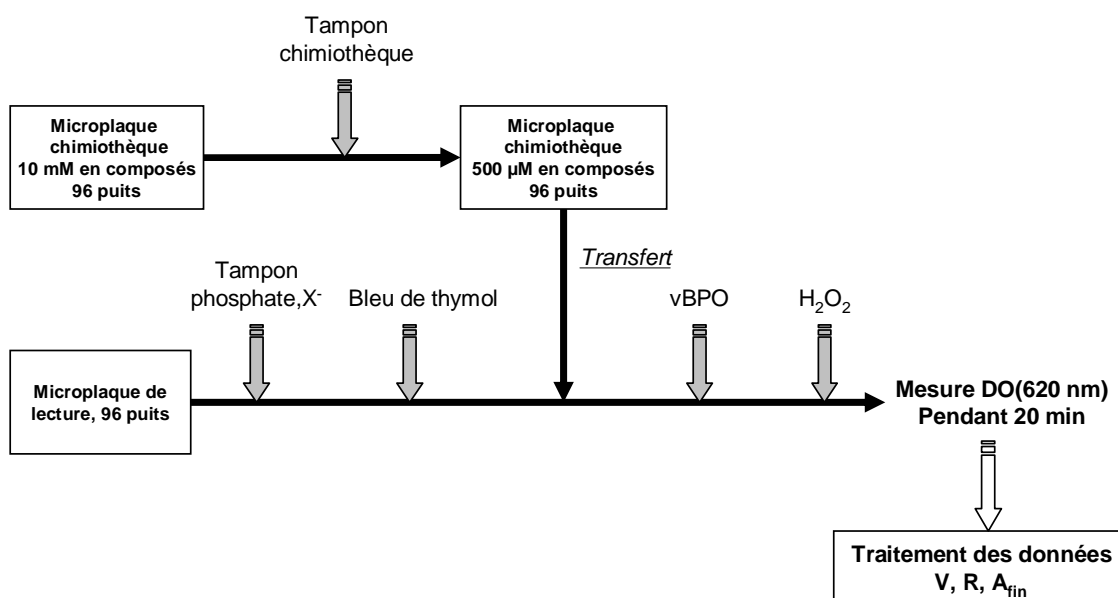 Tampon
chimiothèque
Microplaque
chimiothèque
10 mM en composés
96 puits
Microplaque
chimiothèque
500 µM en composés
96 puits
Transfert
Tampon
phosphate,X-
Bleu de thymol
vBPO
H2O2
Microplaque de
lecture, 96 puits
Mesure DO(620 nm)
Pendant 20 min
Traitement des données
V, R, Afin